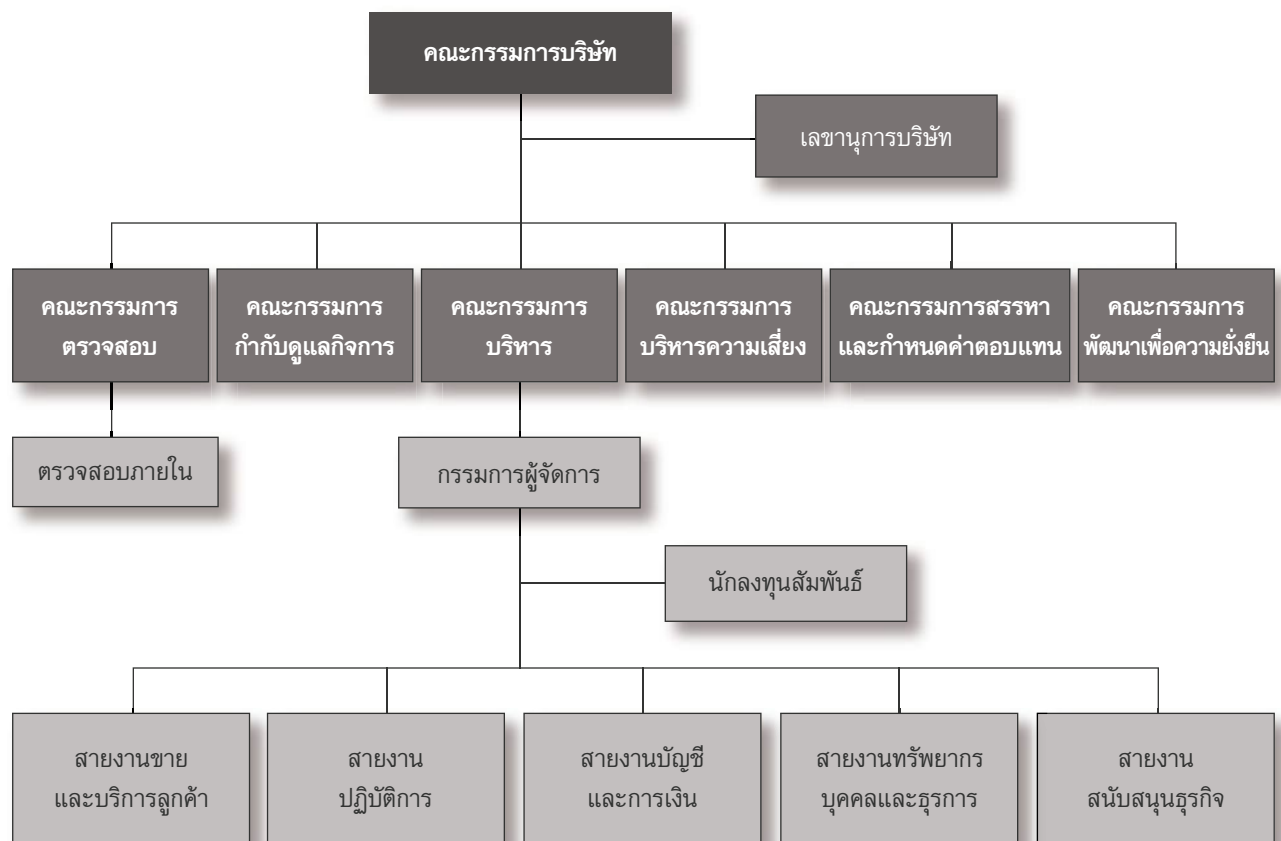 คณะกรรมการบริษัท
เลขานุการบริษัท
คณะกรรมการ
ตรวจสอบ
คณะกรรมการ
กำกับดูแลกิจการ
คณะกรรมการ
บริหาร
คณะกรรมการ
บริหารความเสี่ยง
คณะกรรมการสรรหา
และกำหนดค่าตอบแทน
คณะกรรมการ
พัฒนาเพื่อความยั่งยืน
ตรวจสอบภายใน
กรรมการผู้จัดการ
นักลงทุนสัมพันธ์
สายงานขาย
และบริการลูกค้า
สายงาน
ปฏิบัติการ
สายงานบัญชี
และการเงิน
สายงานทรัพยากร
บุคคลและธุรการ
สายงาน
สนับสนุนธุรกิจ